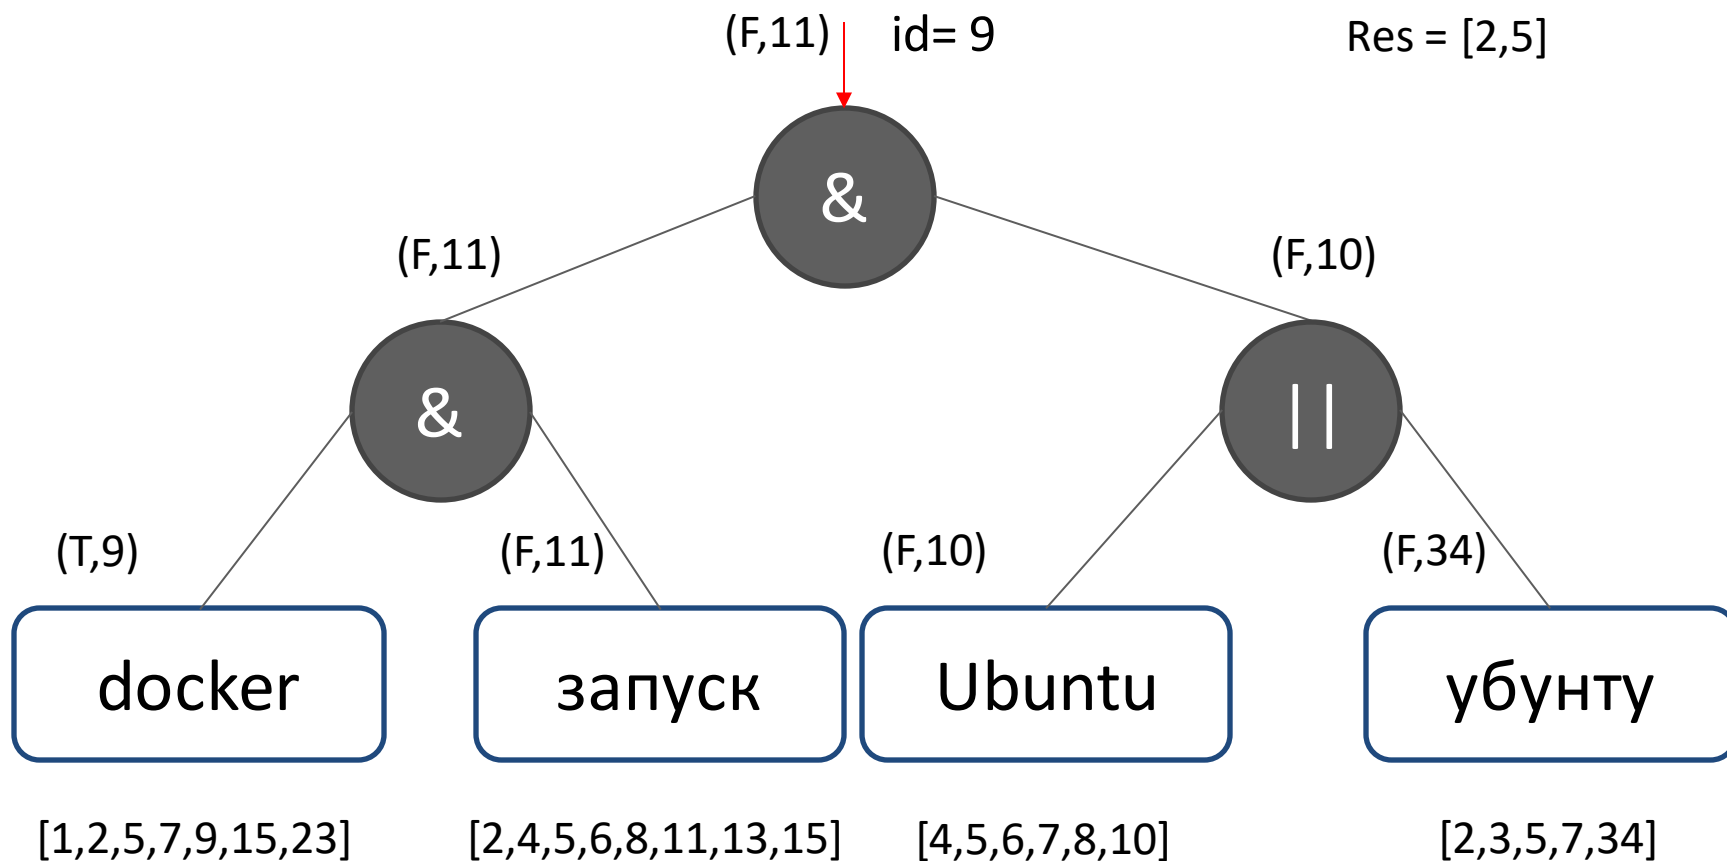 (F,11) id= 9 Res = [2,5]
&
(F,11) (F,10)
& ||
(T,9) (F,11) (F,10) (F,34)
docker запуск Ubuntu убунту
[1,2,5,7,9,15,23] [2,4,5,6,8,11,13,15] [4,5,6,7,8,10] [2,3,5,7,34]